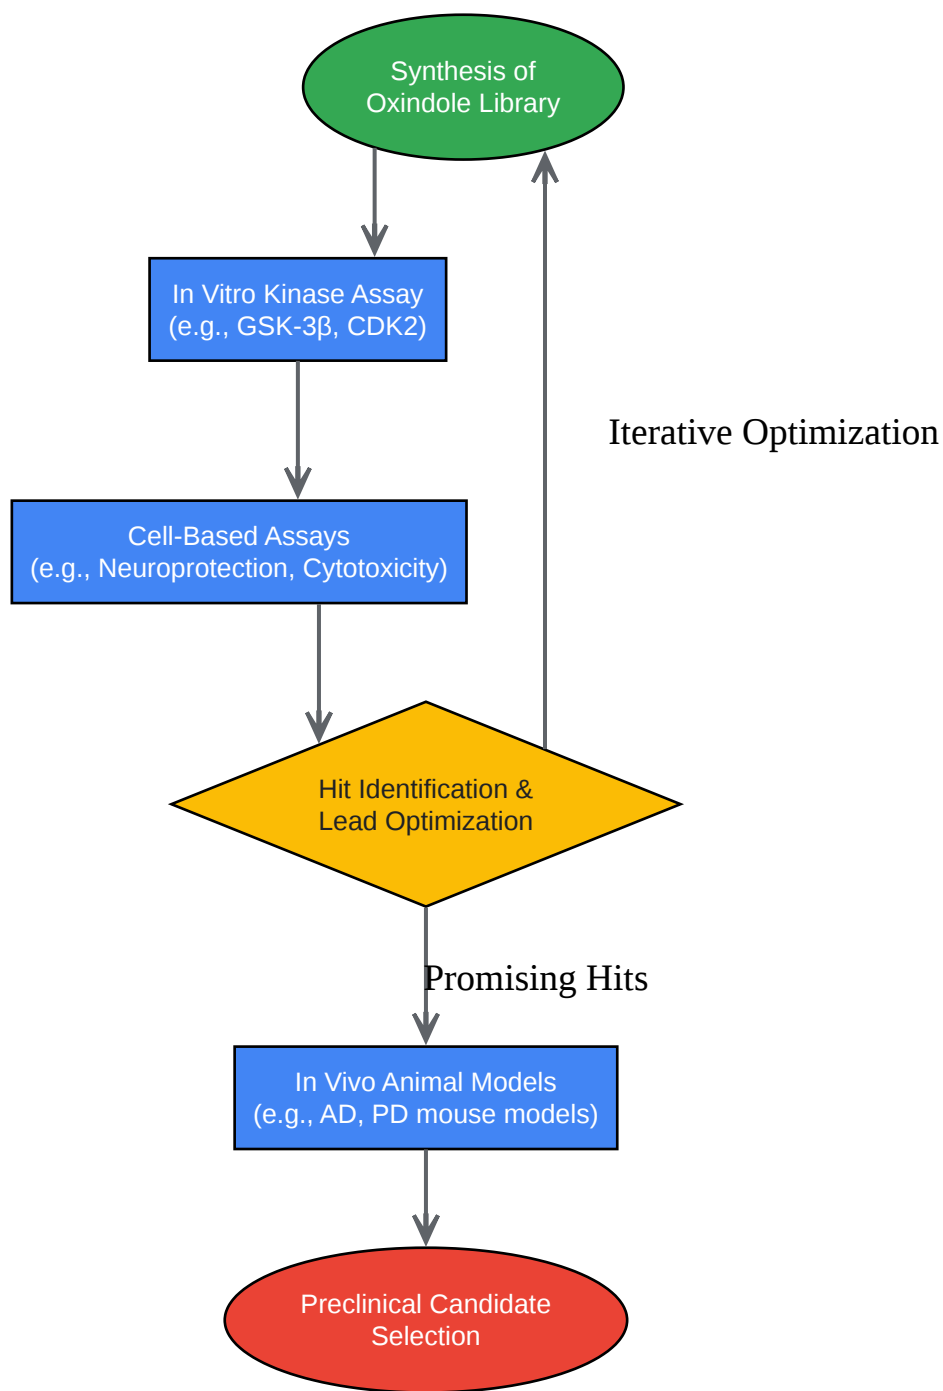 Synthesis of
Oxindole Library
In Vitro Kinase Assay
(e.g., GSK-3β, CDK2)
Iterative Optimization
Cell-Based Assays
(e.g., Neuroprotection, Cytotoxicity)
Hit Identification &
Lead Optimization
Promising Hits
In Vivo Animal Models
(e.g., AD, PD mouse models)
Preclinical Candidate
Selection